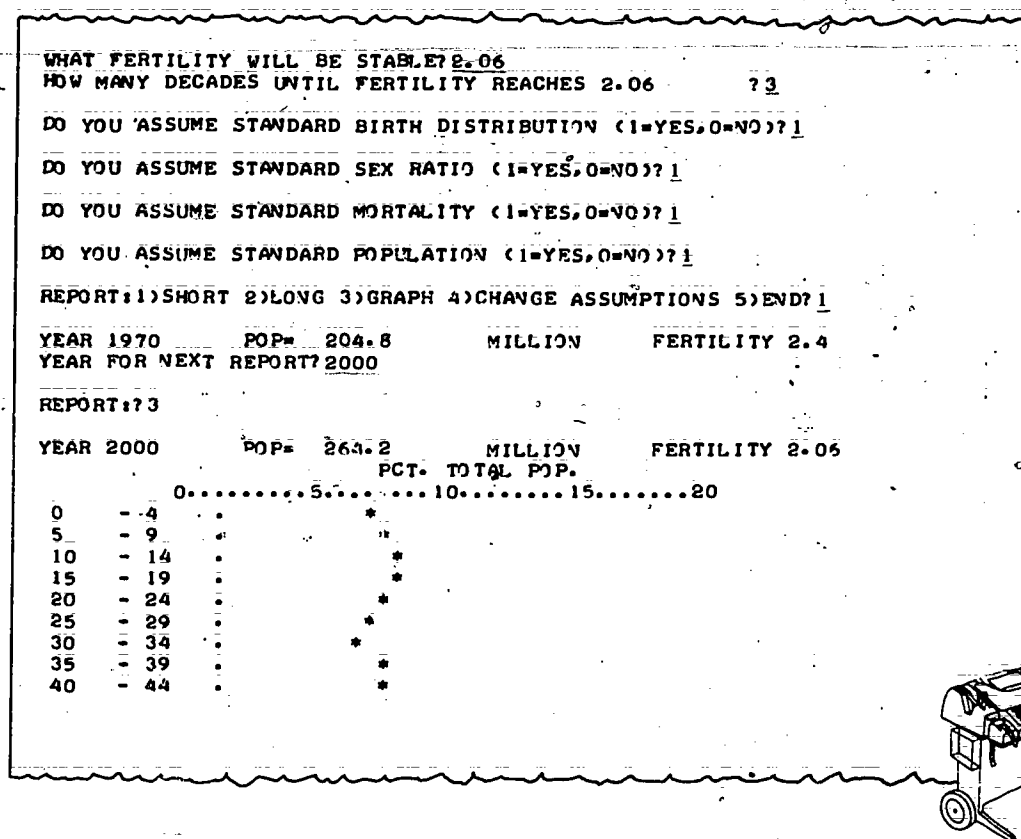 WHAT FERTILITY WILL BE STABLE? 2.06
HOW MANY DECADES UNTIL FERTILITY REACHES 2.06 ? 3
DO YOU ASSUME STANDARD BIRTH DISTRIBUTION (1=YES,0=NO)? 1
DO YOU ASSUME STANDARD SEX RATIO (1=YES,0=NO)? 1
DO YOU ASSUME STANDARD MORTALITY (1=YES,0=NO)? 1
DO YOU ASSUME STANDARD POPULATION (1=YES,0=NO)? 1
REPORT:1)SHORT 2)LONG 3)GRAPH 4)CHANGE ASSUMPTIONS 5)END? 1
YEAR 1970 POP= 204.8 MILLION FERTILITY 2.4
YEAR FOR NEXT REPORT? 2000
REPORT:? 3
YEAR 2000 POP= 264.2 MILLION FERTILITY 2.06
PCT. TOTAL POP.
0.........5.........10.........15.......20
0 - 4 . *
5 - 9 . *
10 - 14 . *
15 - 19 . *
20 - 24 . *
25 - 29 . *
30 - 34 . *
35 - 39 . *
40 - 44 . *